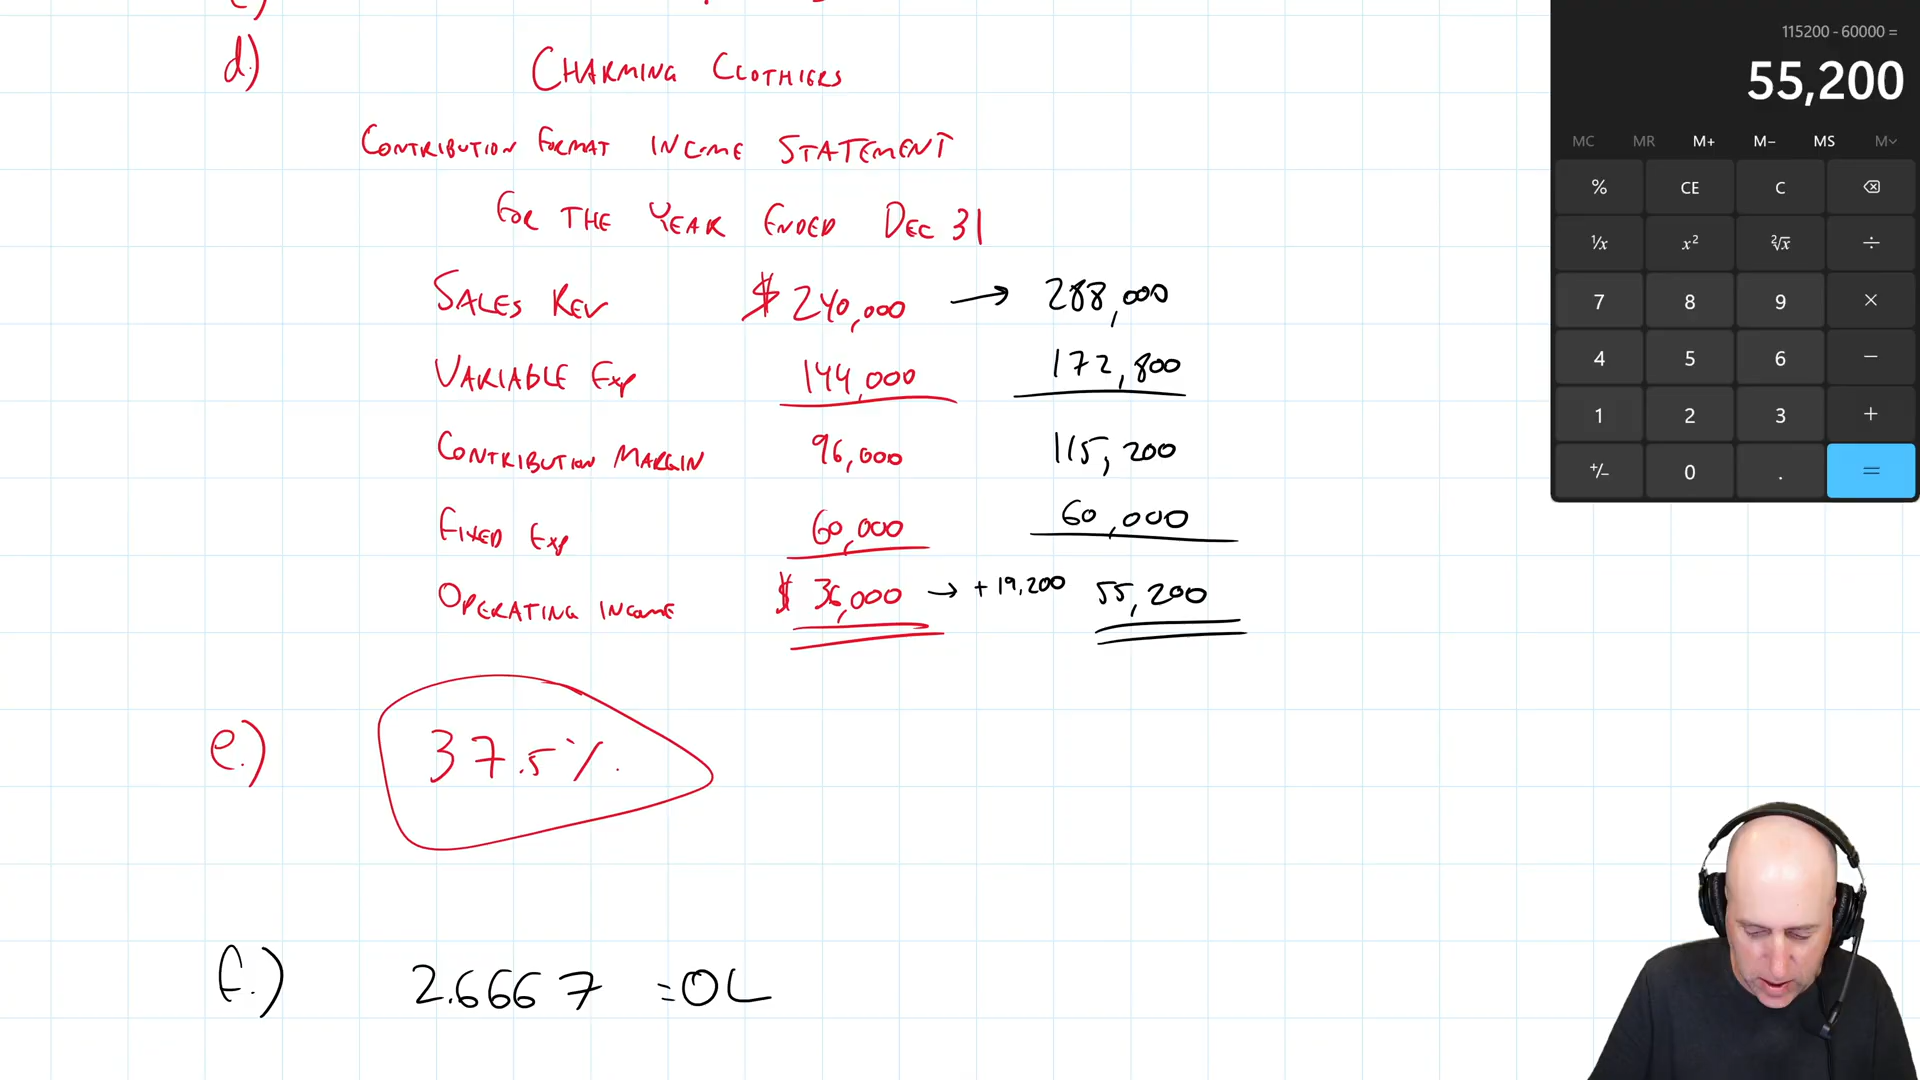 d.) CHARMING CLOTHIERS
CONTRIBUTION FORMAT INCOME STATEMENT
FOR THE YEAR ENDED DEC 31
SALES REV $ 240,000 → 288,000
VARIABLE EXP 144,000 172,800
CONTRIBUTION MARGIN 96,000 115,200
FIXED EXP 60,000 60,000
OPERATING INCOME $ 36,000 → + 19,200 55,200
e.) 37.5%
f.) 2.6667 = OL
115200 - 60000 =
55,200
MC MR M+ M− MS M˅
% CE C ⌫
¹/x x² ²√x ÷
7 8 9 ×
4 5 6 −
1 2 3 +
+/− 0 . =